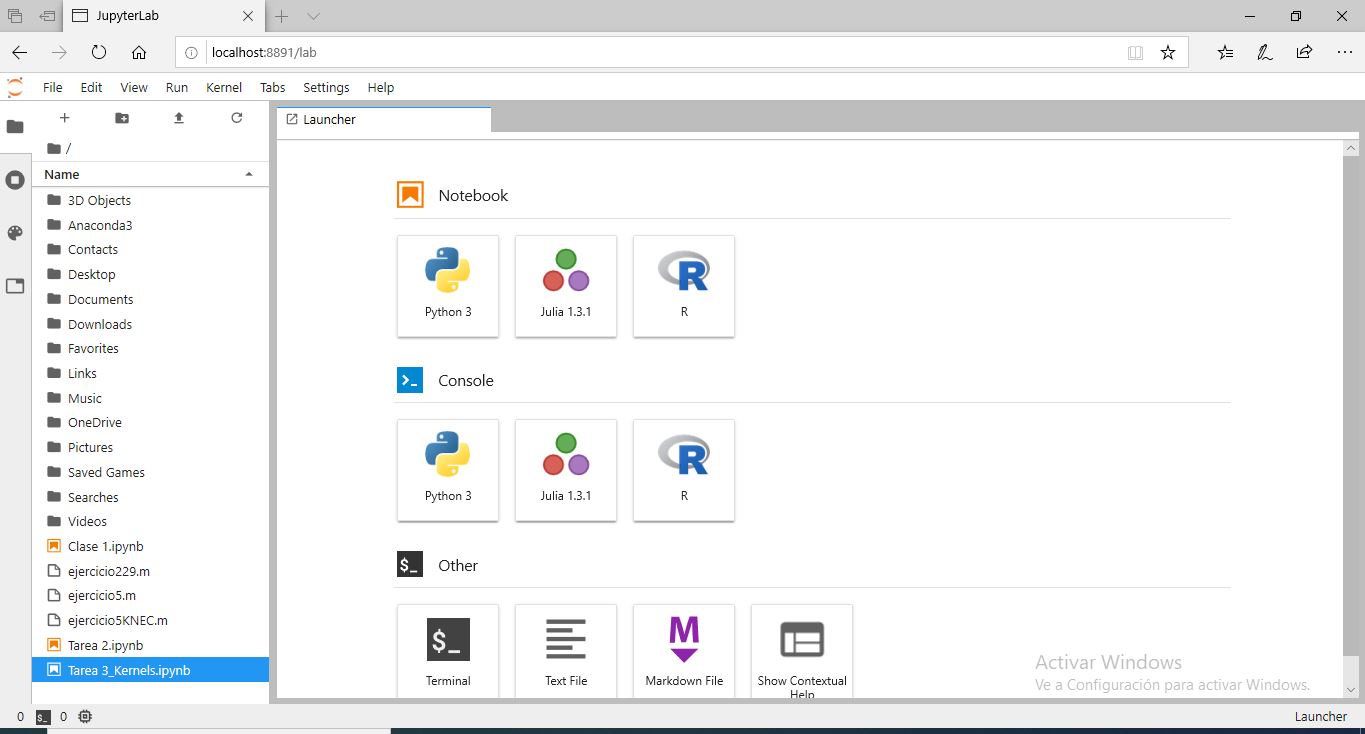 JupyterLab
localhost:8891/lab
File Edit View Run Kernel Tabs Settings Help
Launcher
/
Name
3D Objects
Anaconda3
Contacts
Desktop
Documents
Downloads
Favorites
Links
Music
OneDrive
Pictures
Saved Games
Searches
Videos
Clase 1.ipynb
ejercicio229.m
ejercicio5.m
ejercicio5KNEC.m
Tarea 2.ipynb
Tarea 3_Kernels.ipynb
Notebook
Python 3 Julia 1.3.1 R
Console
Python 3 Julia 1.3.1 R
$_ Other
$_ M
Terminal Text File Markdown File Show Contextual
Help
Activar Windows
Ve a Configuración para activar Windows.
0 $_ 0 Launcher